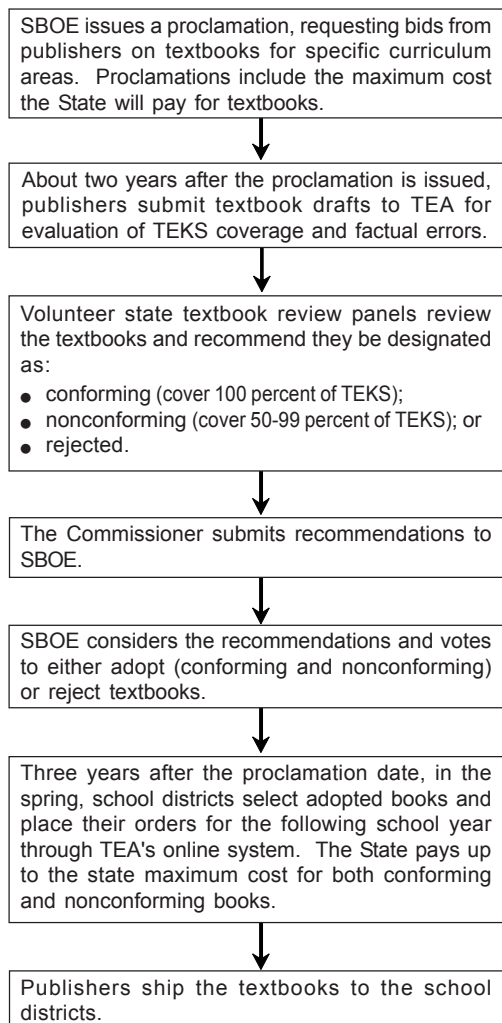 SBOE issues a proclamation, requesting bids from
publishers on textbooks for specific curriculum
areas. Proclamations include the maximum cost
the State will pay for textbooks.
About two years after the proclamation is issued,
publishers submit textbook drafts to TEA for
evaluation of TEKS coverage and factual errors.
Volunteer state textbook review panels review
the textbooks and recommend they be designated
as:
● conforming (cover 100 percent of TEKS);
● nonconforming (cover 50-99 percent of TEKS); or
● rejected.
The Commissioner submits recommendations to
SBOE.
SBOE considers the recommendations and votes
to either adopt (conforming and nonconforming)
or reject textbooks.
Three years after the proclamation date, in the
spring, school districts select adopted books and
place their orders for the following school year
through TEA's online system. The State pays up
to the state maximum cost for both conforming
and nonconforming books.
Publishers ship the textbooks to the school
districts.